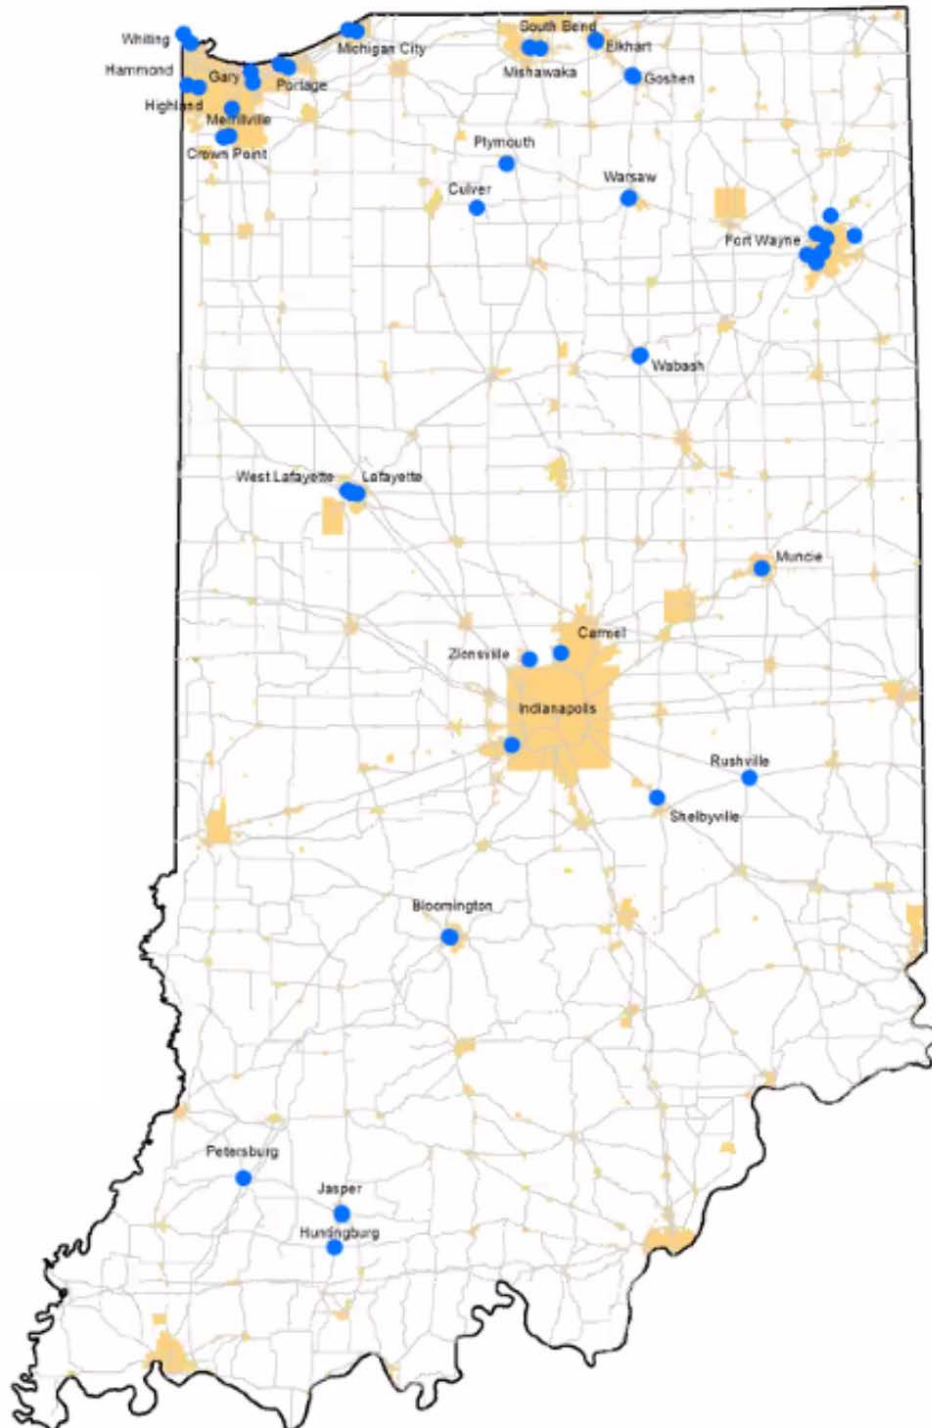 South Bend
Whiting
Michigan City
Elkhart
Hammond
Gary
Portage
Mishawaka
Goshen
Highland
Merrillville
Crown Point
Plymouth
Culver
Warsaw
Fort Wayne
Wabash
West Lafayette
Lafayette
Muncie
Carmel
Zionsville
Indianapolis
Rushville
Shelbyville
Bloomington
Petersburg
Jasper
Huntingburg